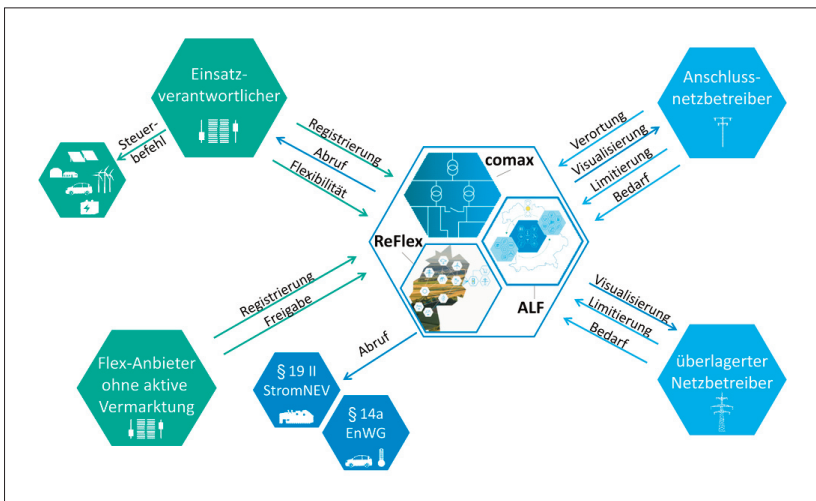 Einsatz-
verantwortlicher
Steuer-
befehl
Registrierung
Abruf
Flexibilität
comax
ReFlex
ALF
Anschluss-
netzbetreiber
Verortung
Visualisierung
Limitierung
Bedarf
Registrierung
Freigabe
Flex-Anbieter
ohne aktive
Vermarktung
Abruf
§ 19 II
StromNEV
§ 14a
EnWG
Visualisierung
Limitierung
Bedarf
überlagerter
Netzbetreiber